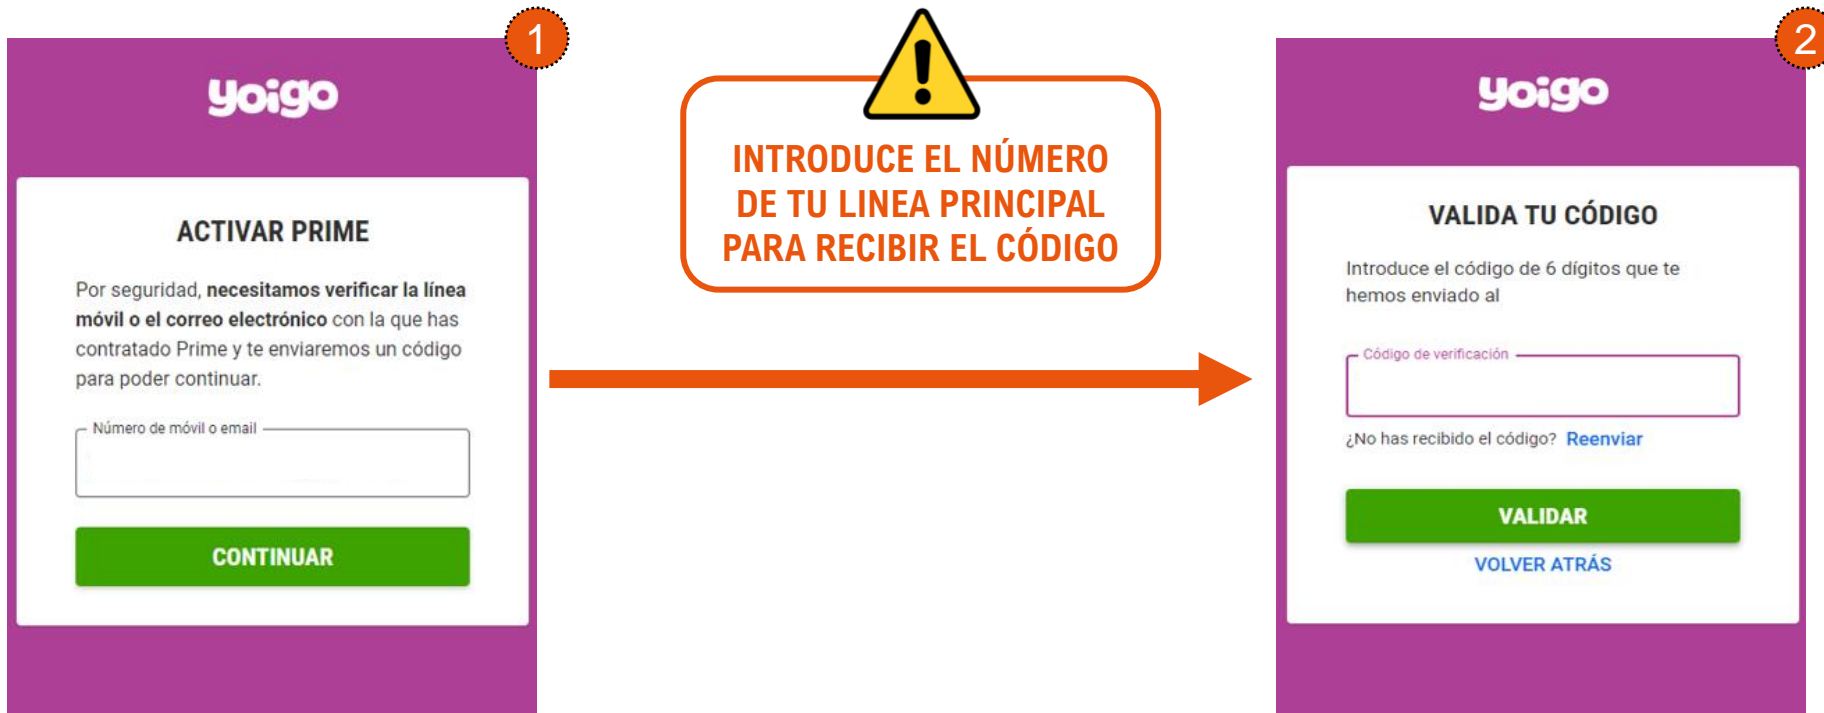 1
yoigo
ACTIVAR PRIME
Por seguridad, necesitamos verificar la línea
móvil o el correo electrónico con la que has
contratado Prime y te enviaremos un código
para poder continuar.
Número de móvil o email
CONTINUAR
INTRODUCE EL NÚMERO
DE TU LINEA PRINCIPAL
PARA RECIBIR EL CÓDIGO
2
yoigo
VALIDA TU CÓDIGO
Introduce el código de 6 dígitos que te
hemos enviado al
Código de verificación
¿No has recibido el código? Reenviar
VALIDAR
VOLVER ATRÁS